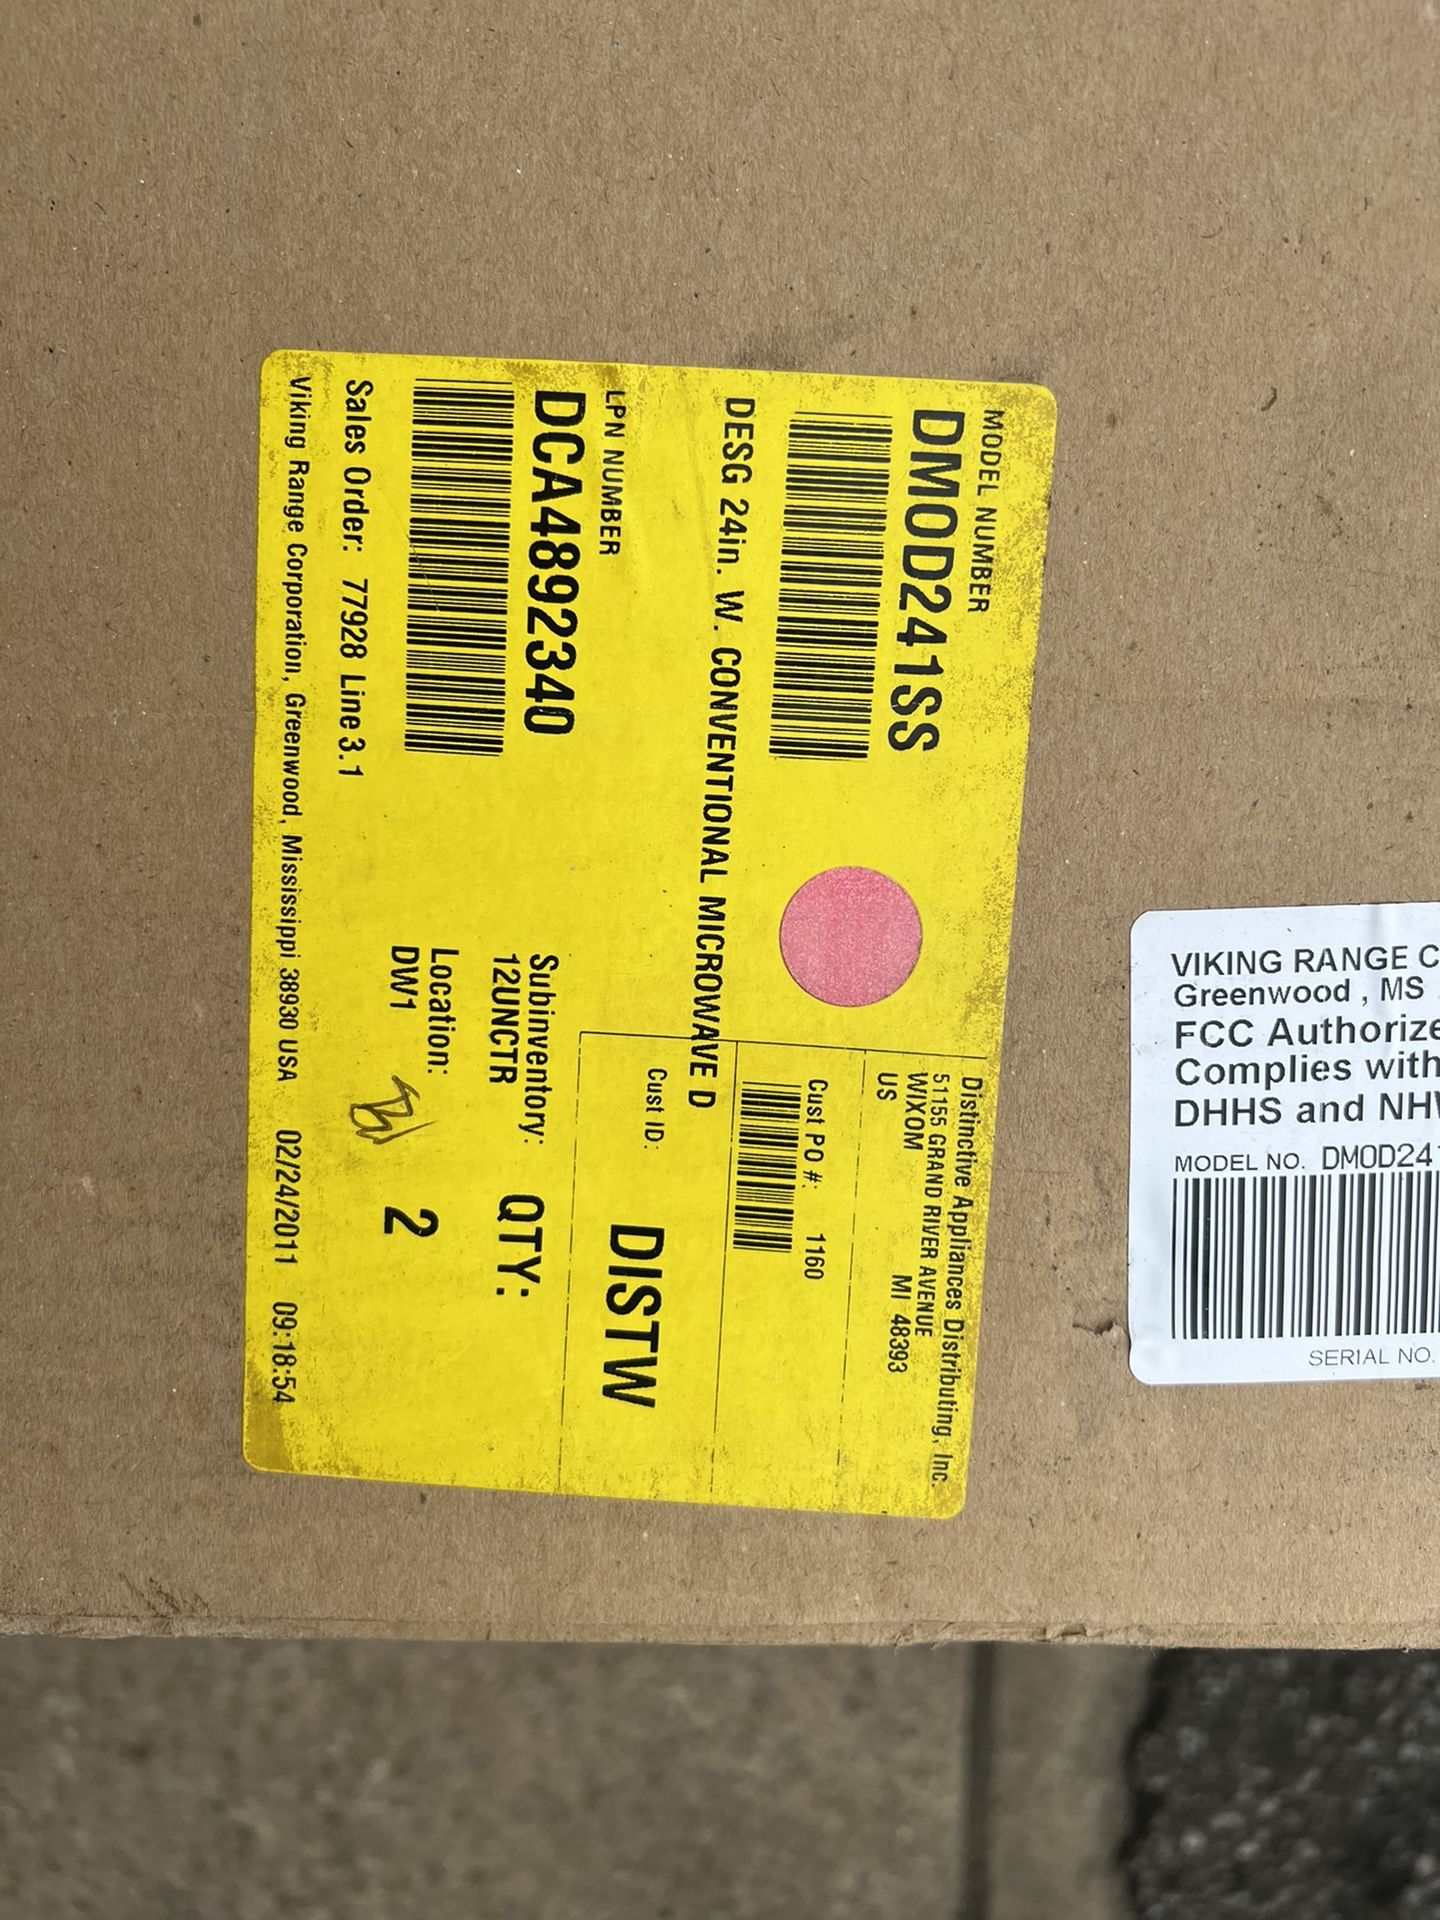 MODEL NUMBER
DMOD241SS
DESG 24in. W. CONVENTIONAL MICROWAVE D
LPN NUMBER
DCA4892340
Sales Order: 77928 Line 3.1
Viking Range Corporation, Greenwood, Mississippi 38930 USA 02/24/2011 09:18:54
Distinctive Appliances Distributing, Inc.
51155 GRAND RIVER AVENUE
WIXOM MI 48393
US
Cust PO #: 1160
Cust ID: DISTW
Subinventory: QTY:
12UNCTR
Location: 2
DW1
VIKING RANGE C
Greenwood, MS
FCC Authorize
Complies with
DHHS and NHW
MODEL NO. DMOD241
SERIAL NO.